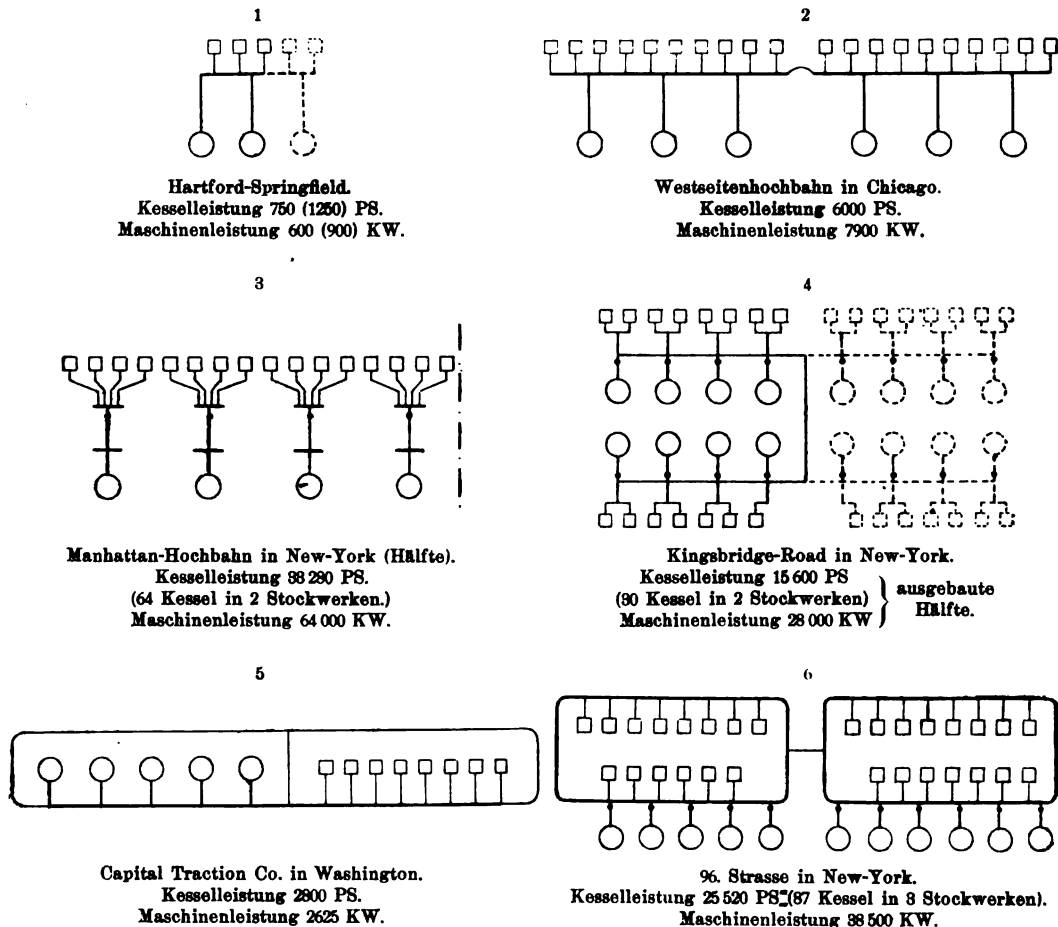 1
Hartford-Springfield.
Kesselleistung 750 (1250) PS.
Maschinenleistung 600 (900) KW.
2
Westseitenhochbahn in Chicago.
Kesselleistung 6000 PS.
Maschinenleistung 7900 KW.
3
Manhattan-Hochbahn in New-York (Hälfte).
Kesselleistung 38 280 PS.
(64 Kessel in 2 Stockwerken.)
Maschinenleistung 64 000 KW.
4
Kingsbridge-Road in New-York.
Kesselleistung 15 600 PS
(30 Kessel in 2 Stockwerken)
Maschinenleistung 28 000 KW
ausgebaute
Hälfte.
5
Capital Traction Co. in Washington.
Kesselleistung 2800 PS.
Maschinenleistung 2625 KW.
6
96. Strasse in New-York.
Kesselleistung 25 520 PS. (87 Kessel in 3 Stockwerken).
Maschinenleistung 38 500 KW.